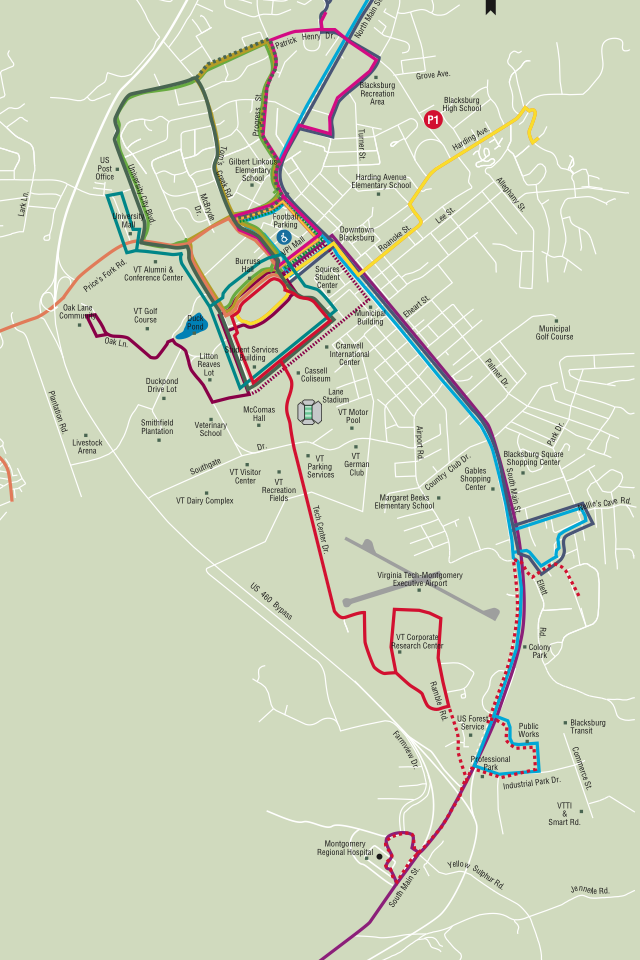 North Main St.
Patrick Henry Dr.
Grove Ave.
Blacksburg
Recreation
Area
Blacksburg
High School
P1
Progress St
Turner St
Harding Ave.
US
Post
Office
Tom's Creek Rd
Gilbert Linkous
Elementary
School
Harding Avenue
Elementary School
University City Blvd
Lark Ln.
McBryde
Dr.
Allegheny St.
University
Mall
Football
Parking
Lee St.
Roanoke St.
Downtown
Blacksburg
VPI Mall
Price's Fork Rd.
VT Alumni &
Conference Center
Burruss
Hall
Squires
Student
Center
Oak Lane
Community
VT Golf
Course
Duck
Pond
Municipal
Building
Eheart St.
Municipal
Golf Course
Oak Ln.
Litton
Reaves
Lot
Student Services
Building
Cranwell
International
Center
Cassell
Coliseum
Palmer Dr.
Plantation Rd.
Duckpond
Drive Lot
Lane
Stadium
McComas
Hall
VT Motor
Pool
Smithfield
Plantation
Veterinary
School
Airport Rd.
Park Dr.
Livestock
Arena
Southgate
Dr.
VT
Parking
Services
VT
German
Club
Country Club Dr.
Blacksburg Square
Shopping Center
VT Visitor
Center
VT
Recreation
Fields
Gables
Shopping
Center
South Main St.
VT Dairy Complex
Margaret Beeks
Elementary School
Nellie's Cave Rd.
Tech Center Dr.
Virginia Tech-Montgomery
Executive Airport
US 460 Bypass
Ellett
Rd
VT Corporate
Research Center
Colony
Park
Ramble Rd.
US Forest
Service
Public
Works
Blacksburg
Transit
Farmview Dr.
Professional
Park
Commerce St.
Industrial Park Dr.
VTTI
&
Smart Rd.
Montgomery
Regional Hospital
South Main St.
Yellow Sulphur Rd.
Jennelle Rd.